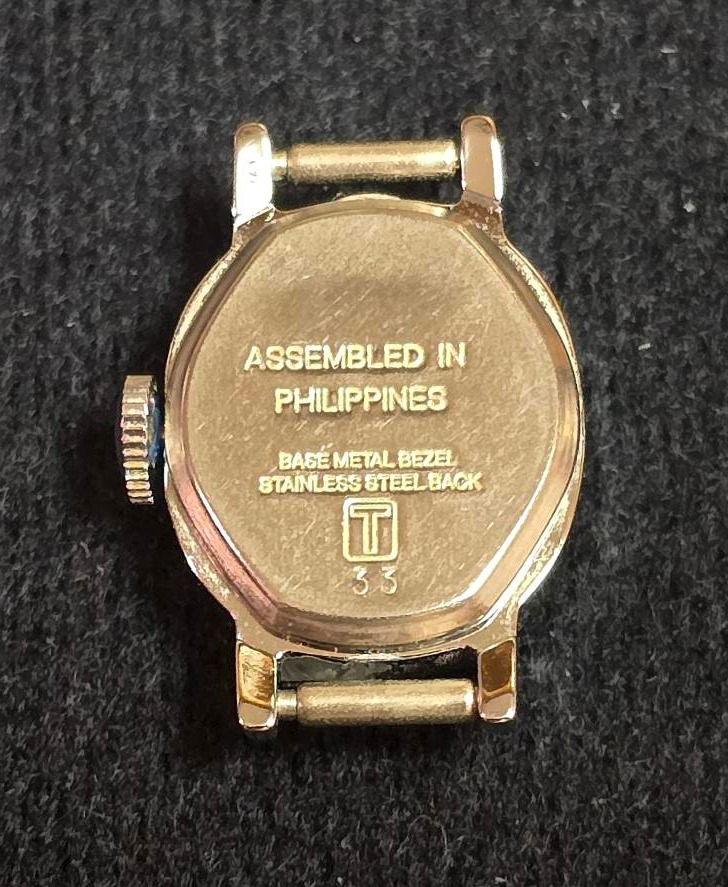 ASSEMBLED IN
PHILIPPINES
BASE METAL BEZEL
STAINLESS STEEL BACK
T
33